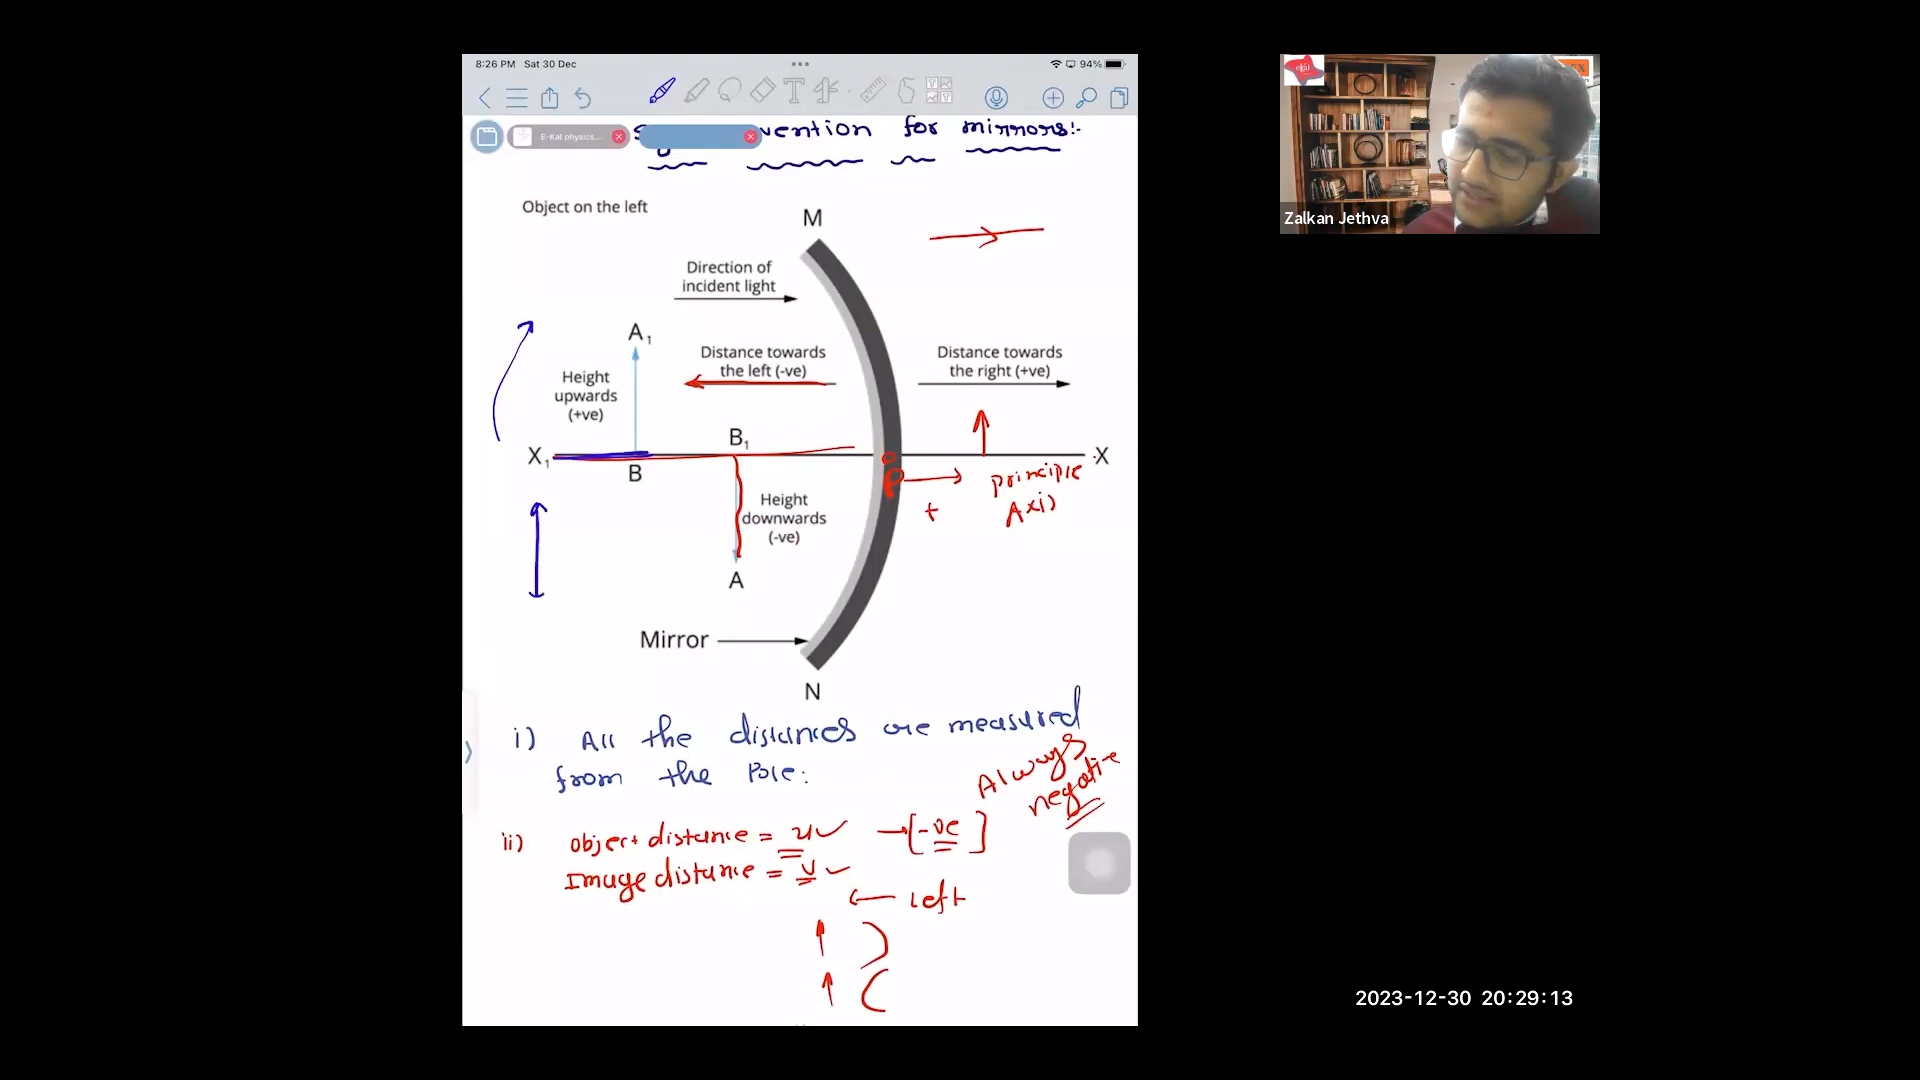 8:26 PM Sat 30 Dec
94%
E-Kal physics...
vention for mirrors:-
Object on the left
M
Direction of
incident light
A1
Distance towards
the left (-ve)
Distance towards
the right (+ve)
Height
upwards
(+ve)
X1
B
B1
P
X
principle
Axis
+
Height
downwards
(-ve)
A
Mirror
N
i) All the distances are measured
from the Pole:
Always
negative
ii) object distance = u → [-ve]
Image distance = v
← Left
Zalkan Jethva
eKal
2023-12-30 20:29:13